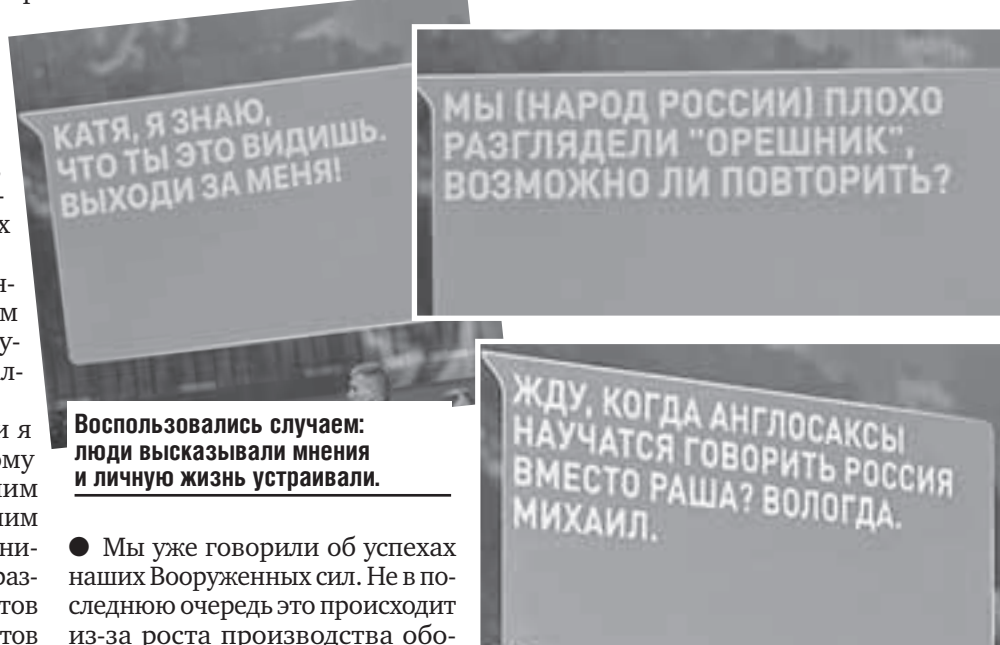 КАТЯ, Я ЗНАЮ,
ЧТО ТЫ ЭТО ВИДИШЬ.
ВЫХОДИ ЗА МЕНЯ!
МЫ (НАРОД РОССИИ) ПЛОХО
РАЗГЛЯДЕЛИ "ОРЕШНИК",
ВОЗМОЖНО ЛИ ПОВТОРИТЬ?
ЖДУ, КОГДА АНГЛОСАКСЫ
НАУЧАТСЯ ГОВОРИТЬ РОССИЯ
ВМЕСТО РАША? ВОЛОГДА.
МИХАИЛ.
Воспользовались случаем:
люди высказывали мнения
и личную жизнь устраивали.
● Мы уже говорили об успехах
наших Вооруженных сил. Не в по-
следнюю очередь это происходит
из-за роста производства обо-